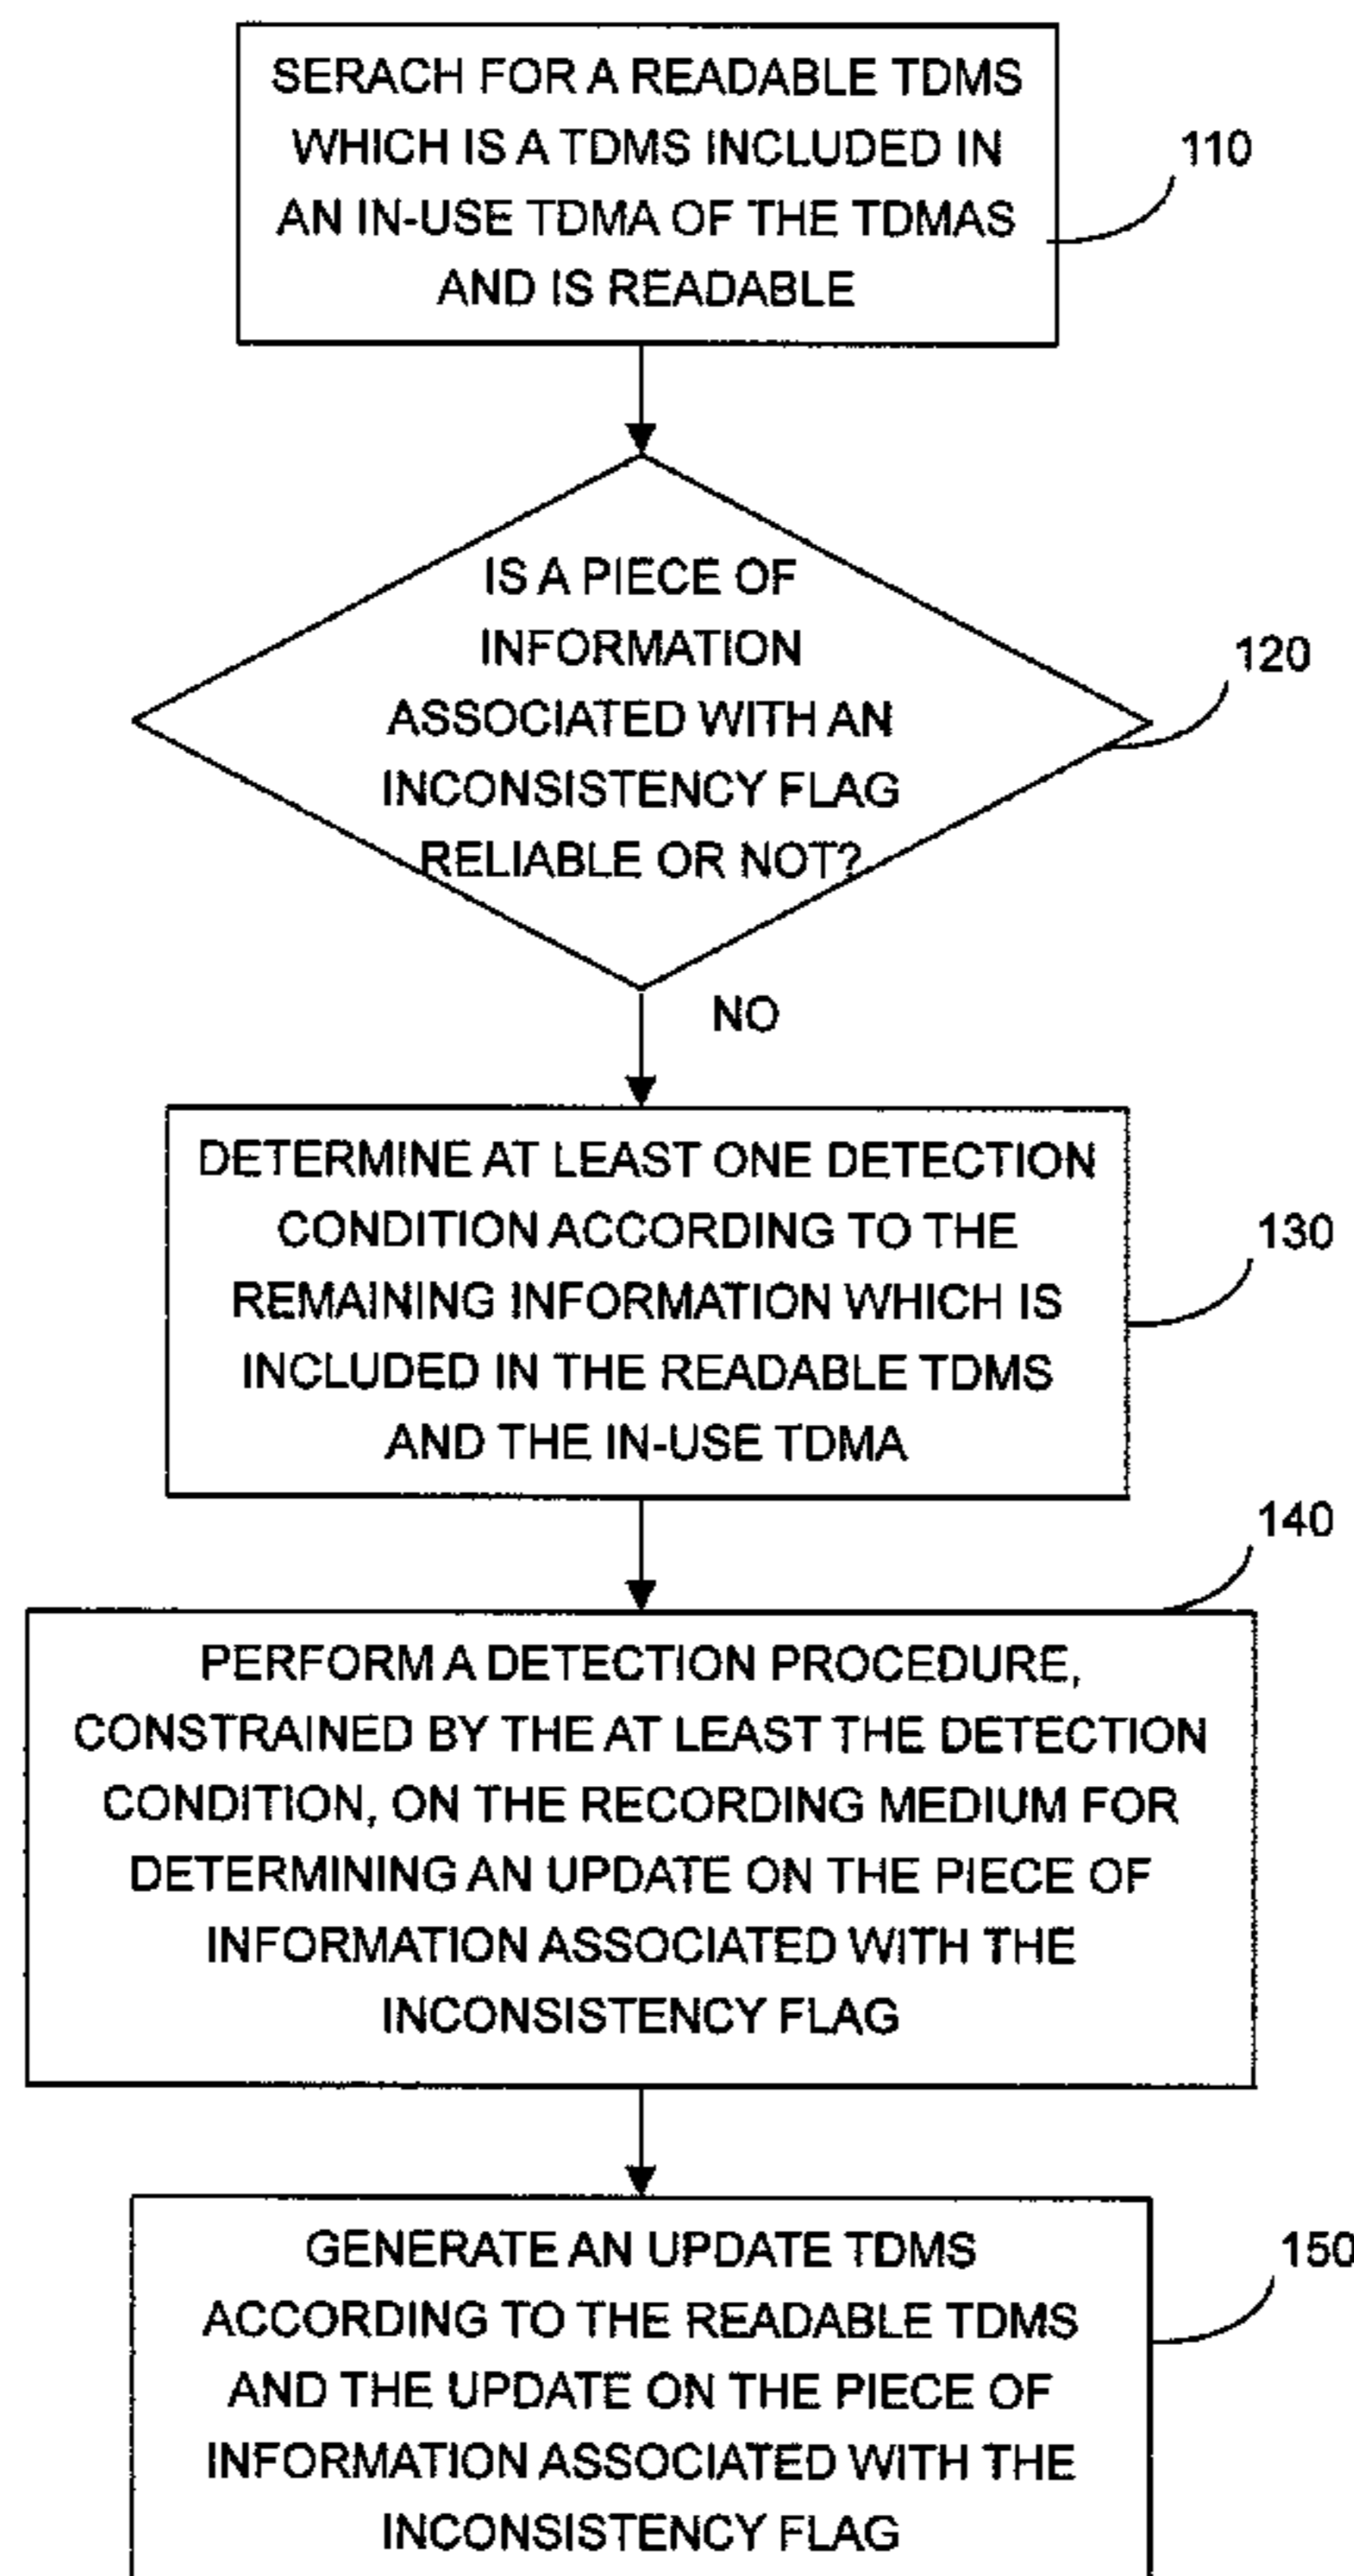 SERACH FOR A READABLE TDMS
WHICH IS A TDMS INCLUDED IN
AN IN-USE TDMA OF THE TDMAS
AND IS READABLE
110
IS A PIECE OF
INFORMATION
ASSOCIATED WITH AN
INCONSISTENCY FLAG
RELIABLE OR NOT?
120
NO
DETERMINE AT LEAST ONE DETECTION
CONDITION ACCORDING TO THE
REMAINING INFORMATION WHICH IS
INCLUDED IN THE READABLE TDMS
AND THE IN-USE TDMA
130
140
PERFORM A DETECTION PROCEDURE,
CONSTRAINED BY THE AT LEAST THE DETECTION
CONDITION, ON THE RECORDING MEDIUM FOR
DETERMINING AN UPDATE ON THE PIECE OF
INFORMATION ASSOCIATED WITH THE
INCONSISTENCY FLAG
GENERATE AN UPDATE TDMS
ACCORDING TO THE READABLE TDMS
AND THE UPDATE ON THE PIECE OF
INFORMATION ASSOCIATED WITH THE
INCONSISTENCY FLAG
150